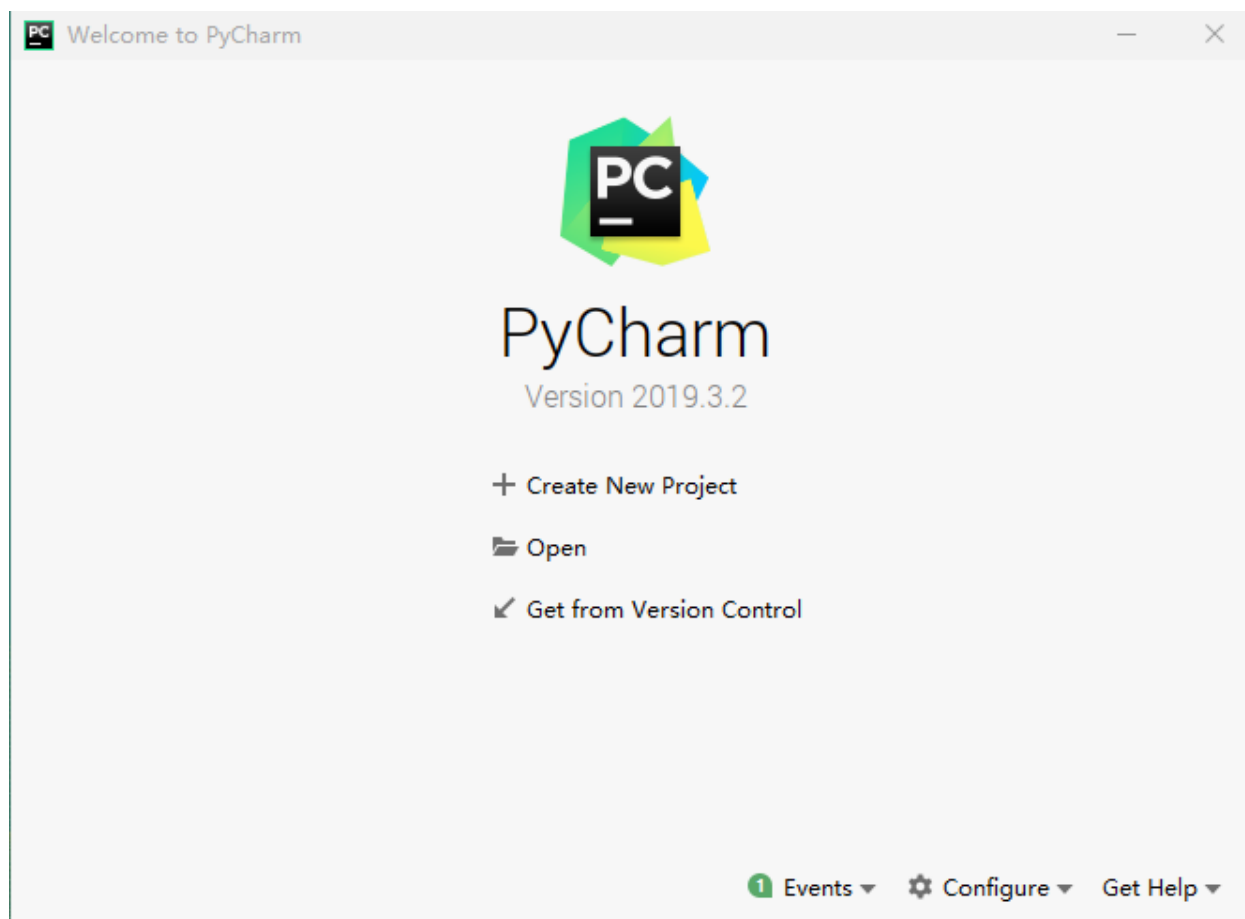 PC Welcome to PyCharm
PC
PyCharm
Version 2019.3.2
Create New Project
Open
Get from Version Control
1 Events Configure Get Help